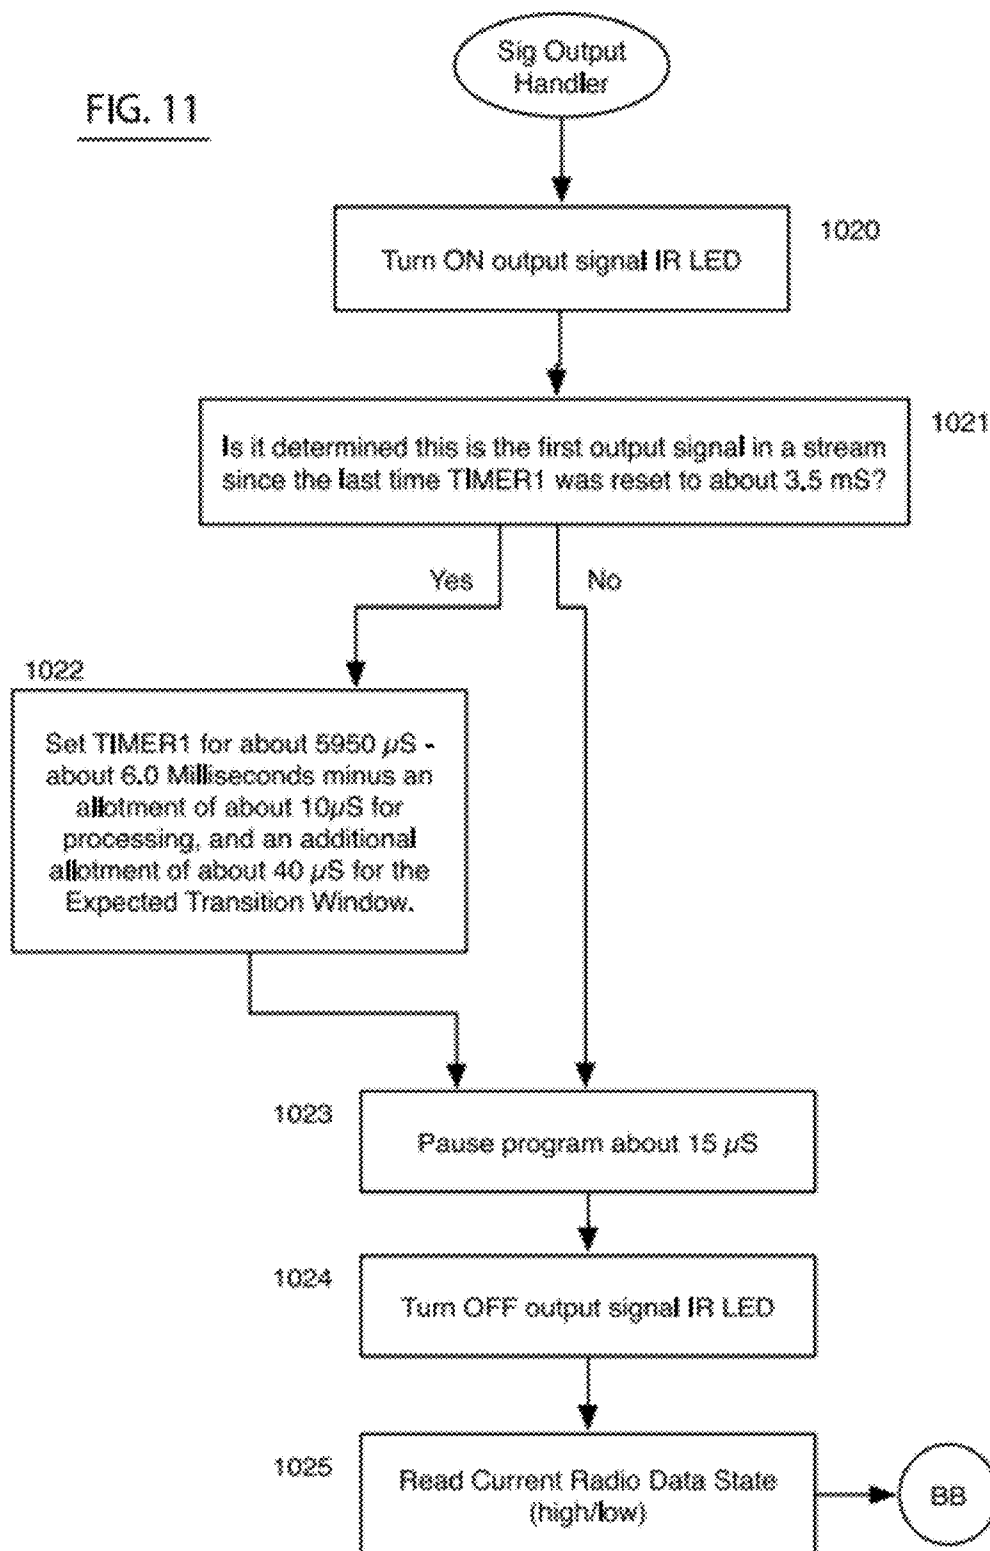 FIG. 11
Sig Output
Handler
1020
Turn ON output signal IR LED
1021
Is it determined this is the first output signal in a stream
since the last time TIMER1 was reset to about 3.5 mS?
Yes
No
1022
Set TIMER1 for about 5950 µS -
about 6.0 Milliseconds minus an
allotment of about 10µS for
processing, and an additional
allotment of about 40 µS for the
Expected Transition Window.
1023
Pause program about 15 µS
1024
Turn OFF output signal IR LED
1025
Read Current Radio Data State
(high/low)
BB